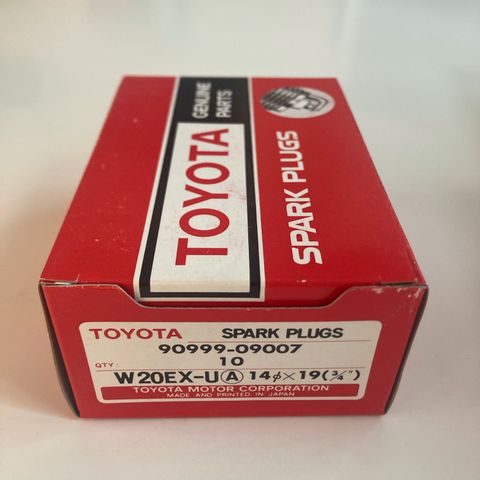 TOYOTA
GENUINE
PARTS
SPARK PLUGS
TOYOTA SPARK PLUGS
90999-09007
QTY: 10
W20EX-U Ⓐ 14φ×19(¾")
TOYOTA MOTOR CORPORATION
MADE AND PRINTED IN JAPAN